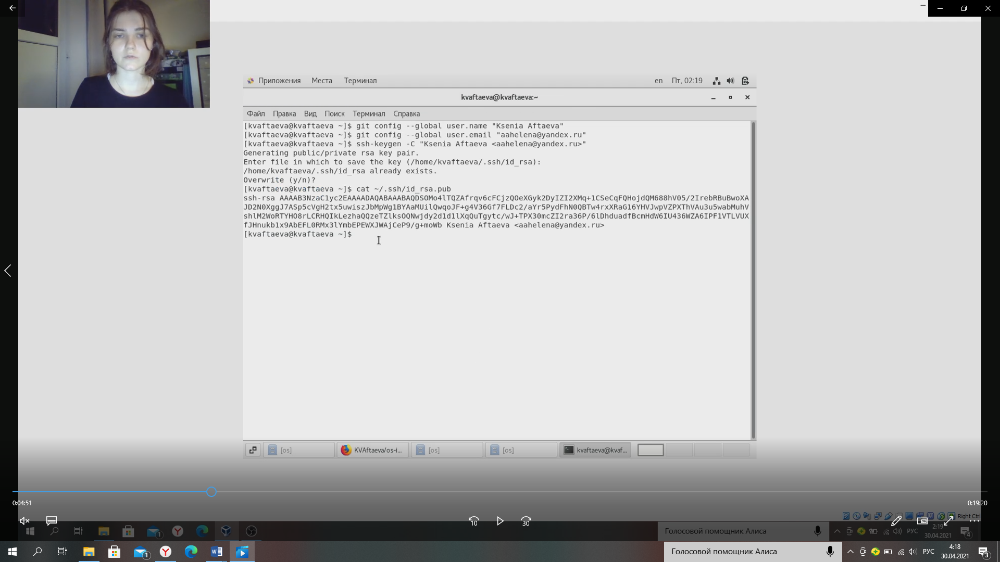 Приложения Места Терминал en Пт, 02:19
kvaftaeva@kvaftaeva:~
Файл Правка Вид Поиск Терминал Справка
[kvaftaeva@kvaftaeva ~]$ git config --global user.name "Ksenia Aftaeva"
[kvaftaeva@kvaftaeva ~]$ git config --global user.email "aahelena@yandex.ru"
[kvaftaeva@kvaftaeva ~]$ ssh-keygen -C "Ksenia Aftaeva <aahelena@yandex.ru>"
Generating public/private rsa key pair.
Enter file in which to save the key (/home/kvaftaeva/.ssh/id_rsa):
/home/kvaftaeva/.ssh/id_rsa already exists.
Overwrite (y/n)?
[kvaftaeva@kvaftaeva ~]$ cat ~/.ssh/id_rsa.pub
ssh-rsa AAAAB3NzaC1yc2EAAAADAQABAAABAQDSOMo4lTQZAfrqv6cFCjzQOeXGyk2DyIZI2XMq+1CSeCqFQHojdQM688hV05/2IrebRBuBwoXA
JD2N0XggJ7ASp5cVgH2tx5uwiszJbMpWg1BYAaMUilQwqoJF+g4V36Gf7FLDc2/aYr5PydFhN0QBTw4rxXRaG16YHVJwpVZPXThVAu3u5wabMuhV
shlM2WoRTYHO8rLCRHQIkLezhaQQzeTZlksOQNwjdy2d1d1lXqQuTgytc/wJ+TPX30mcZI2ra36P/6lDhduadfBcmHdW6IU436WZA6IPF1VTLVUX
fJHnukb1x9AbEFL0RMx3lYmbEPEWXJWAjCeP9/g+moWb Ksenia Aftaeva <aahelena@yandex.ru>
[kvaftaeva@kvaftaeva ~]$
[os] KVAftaeva/os-i... [os] [os] kvaftaeva@kvaf...
0:04:51 0:19:20
10 30
Right Ctrl
1 Голосовой помощник Алиса РУС 2:19
30.04.2021 4
1 Голосовой помощник Алиса РУС 4:18
30.04.2021 3